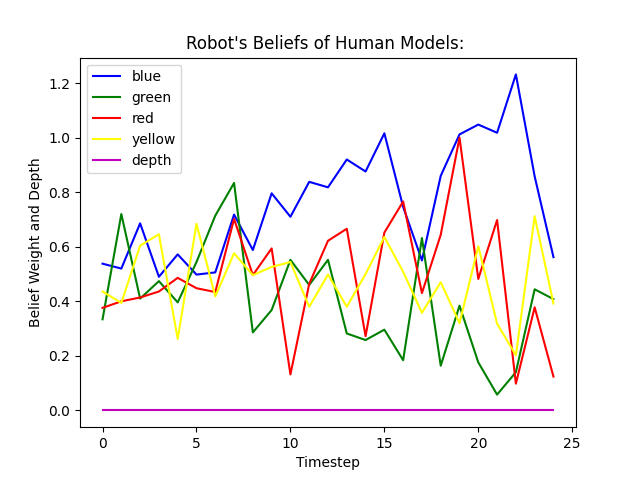 Robot's Beliefs of Human Models:
blue
green
red
yellow
depth
Belief Weight and Depth
1.2
1.0
0.8
0.6
0.4
0.2
0.0
0 5 10 15 20 25
Timestep